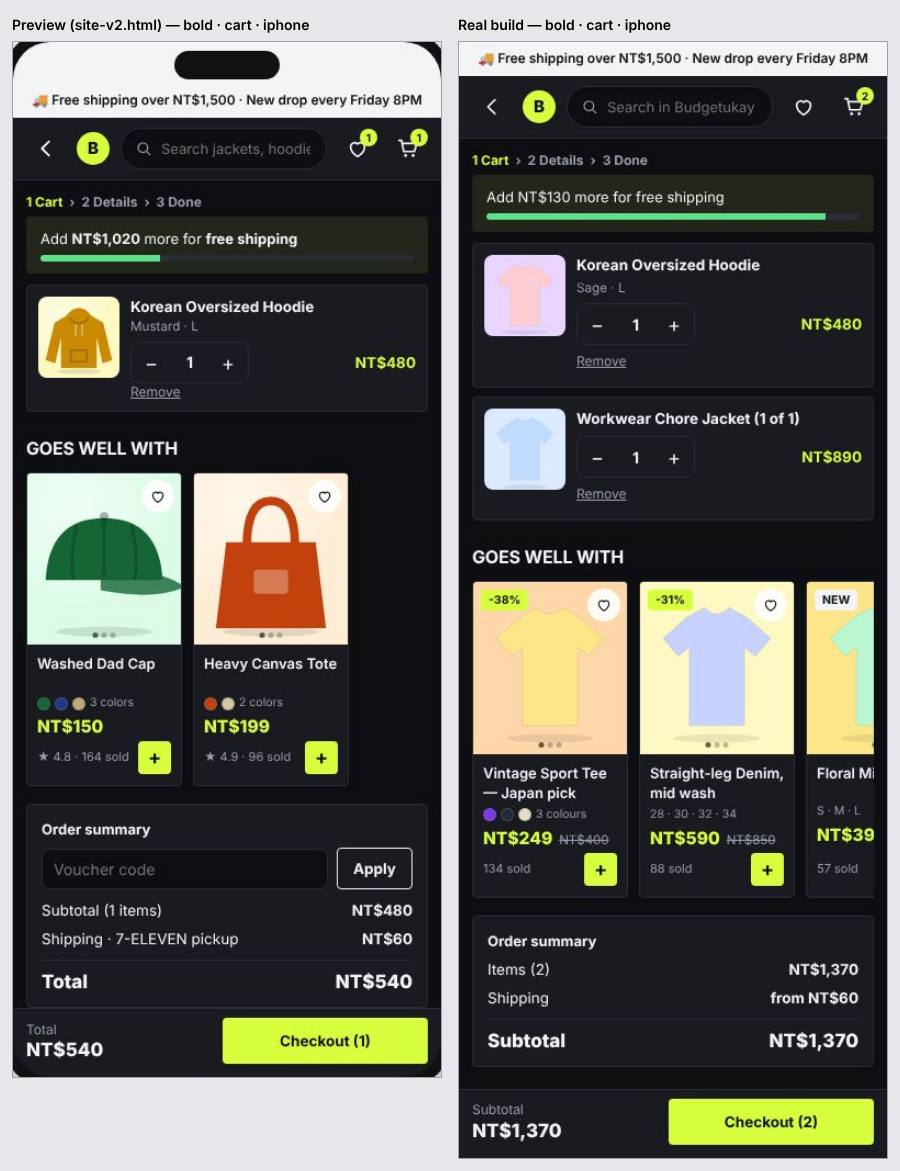 Preview (site-v2.html) — bold · cart · iphone
🚚 Free shipping over NT$1,500 · New drop every Friday 8PM
B
Search jackets, hoodie
1
1
1 Cart › 2 Details › 3 Done
Add NT$1,020 more for free shipping
Korean Oversized Hoodie
Mustard · L
− 1 +
NT$480
Remove
GOES WELL WITH
Washed Dad Cap
3 colors
NT$150
★ 4.8 · 164 sold
+
Heavy Canvas Tote
2 colors
NT$199
★ 4.9 · 96 sold
+
Order summary
Voucher code
Apply
Subtotal (1 items) NT$480
Shipping · 7-ELEVEN pickup NT$60
Total NT$540
Total
NT$540
Checkout (1)
Real build — bold · cart · iphone
🚚 Free shipping over NT$1,500 · New drop every Friday 8PM
B
Search in Budgetukay
2
1 Cart › 2 Details › 3 Done
Add NT$130 more for free shipping
Korean Oversized Hoodie
Sage · L
− 1 +
NT$480
Remove
Workwear Chore Jacket (1 of 1)
− 1 +
NT$890
Remove
GOES WELL WITH
-38%
Vintage Sport Tee
— Japan pick
3 colours
NT$249 NT$400
134 sold
+
-31%
Straight-leg Denim,
mid wash
28 · 30 · 32 · 34
NT$590 NT$850
88 sold
+
NEW
Floral Mi
S · M · L
NT$39
57 sold
Order summary
Items (2) NT$1,370
Shipping from NT$60
Subtotal NT$1,370
Subtotal
NT$1,370
Checkout (2)